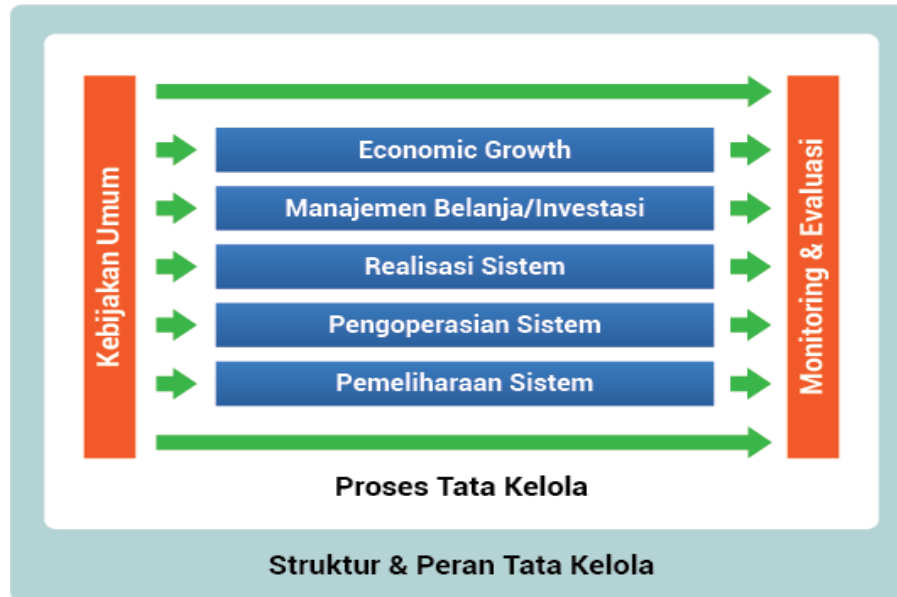 Kebijakan Umum
Economic Growth
Manajemen Belanja/Investasi
Realisasi Sistem
Pengoperasian Sistem
Pemeliharaan Sistem
Monitoring & Evaluasi
Proses Tata Kelola
Struktur & Peran Tata Kelola